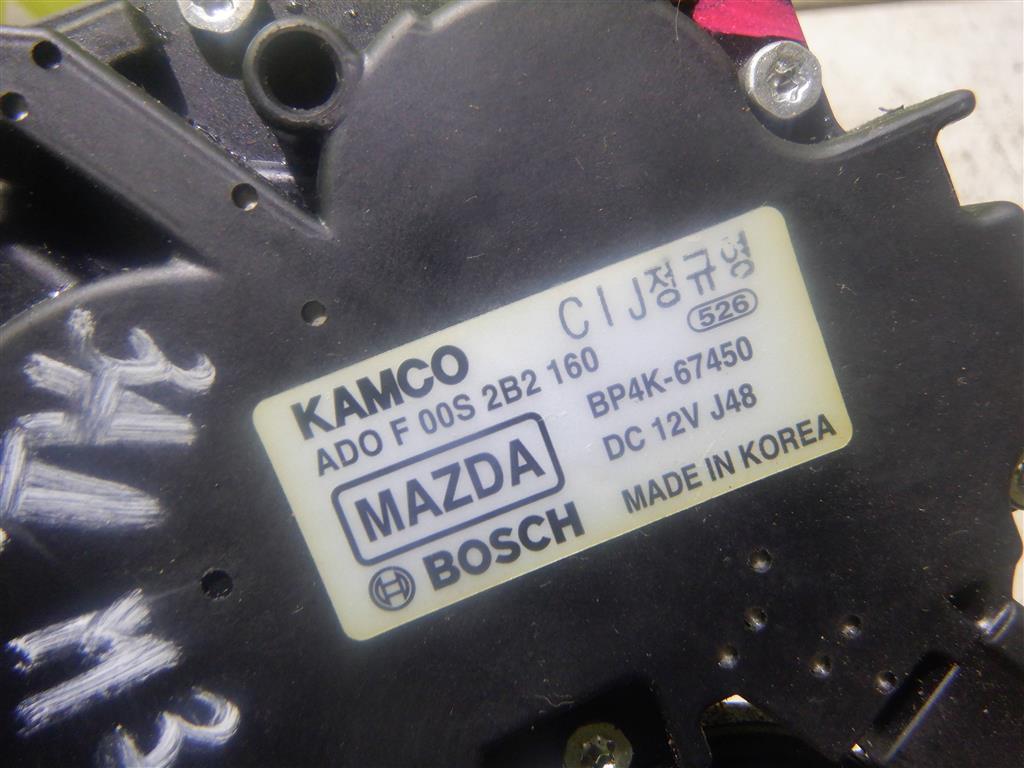 CIJ정규영
526
KAMCO
ADO F 00S 2B2 160
BP4K-67450
MAZDA
DC 12V J48
BOSCH
MADE IN KOREA